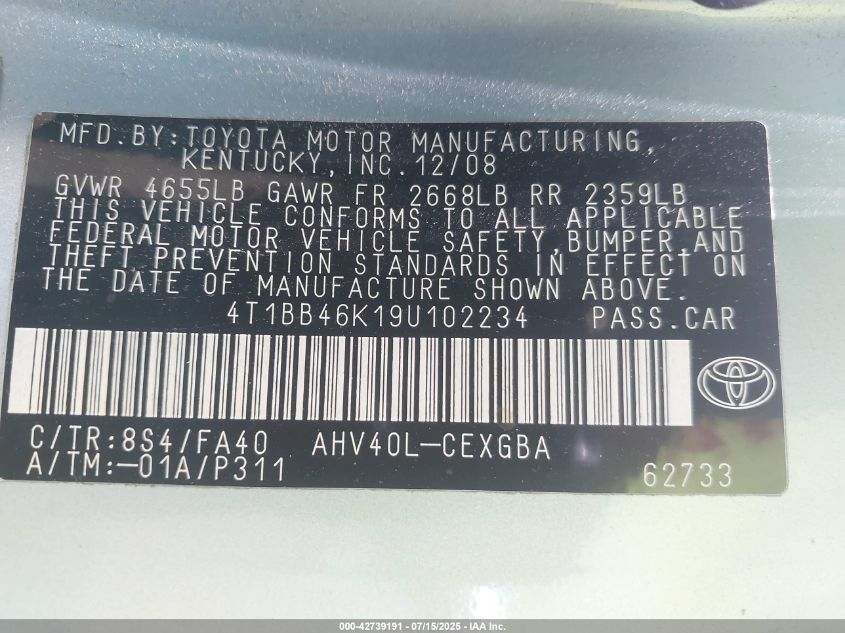 MFD. BY: TOYOTA MOTOR MANUFACTURING,
KENTUCKY, INC. 12/08
GVWR 4655LB GAWR FR 2668LB RR 2359LB
THIS VEHICLE CONFORMS TO ALL APPLICABLE
FEDERAL MOTOR VEHICLE SAFETY, BUMPER, AND
THEFT PREVENTION STANDARDS IN EFFECT ON
THE DATE OF MANUFACTURE SHOWN ABOVE.
4T1BB46K19U102234 PASS. CAR
C/TR: 8S4/FA40 AHV40L-CEXGBA
A/TM: -01A/P311 62733
000-42739191 - 07/15/2025 - IAA Inc.